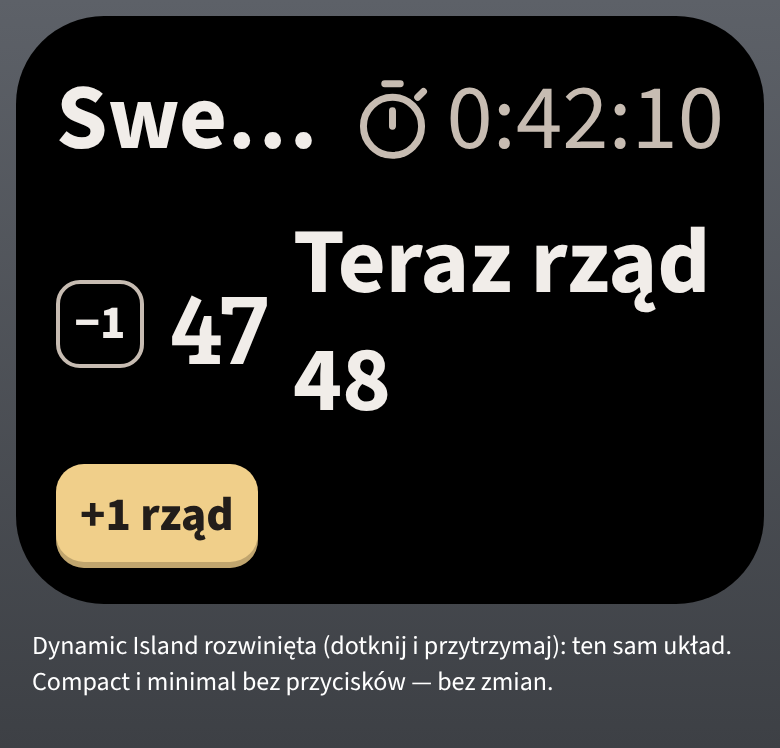 Swe...
0:42:10
Teraz rząd
−1
47
48
+1 rząd
Dynamic Island rozwinięta (dotknij i przytrzymaj): ten sam układ.
Compact i minimal bez przycisków — bez zmian.